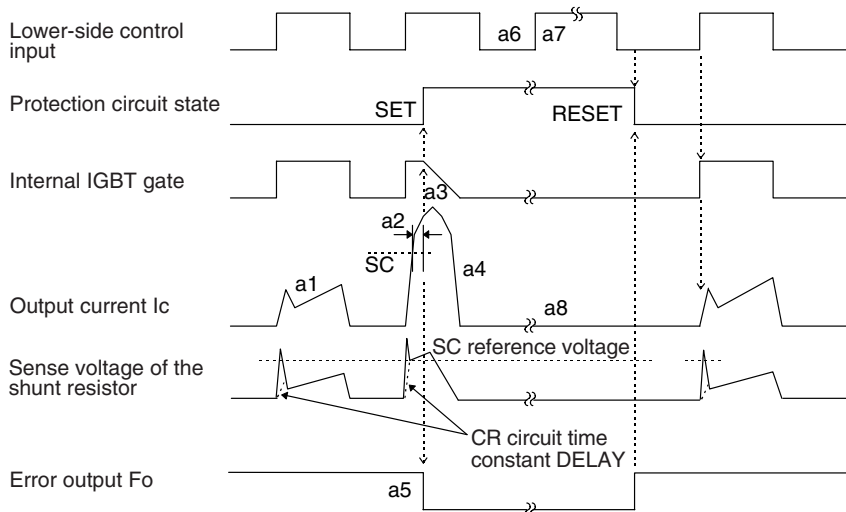 Lower-side control
input
a6
a7
Protection circuit state
SET
RESET
Internal IGBT gate
a3
a2
SC
a4
Output current Ic
a1
a8
SC reference voltage
Sense voltage of the
shunt resistor
CR circuit time
constant DELAY
Error output Fo
a5